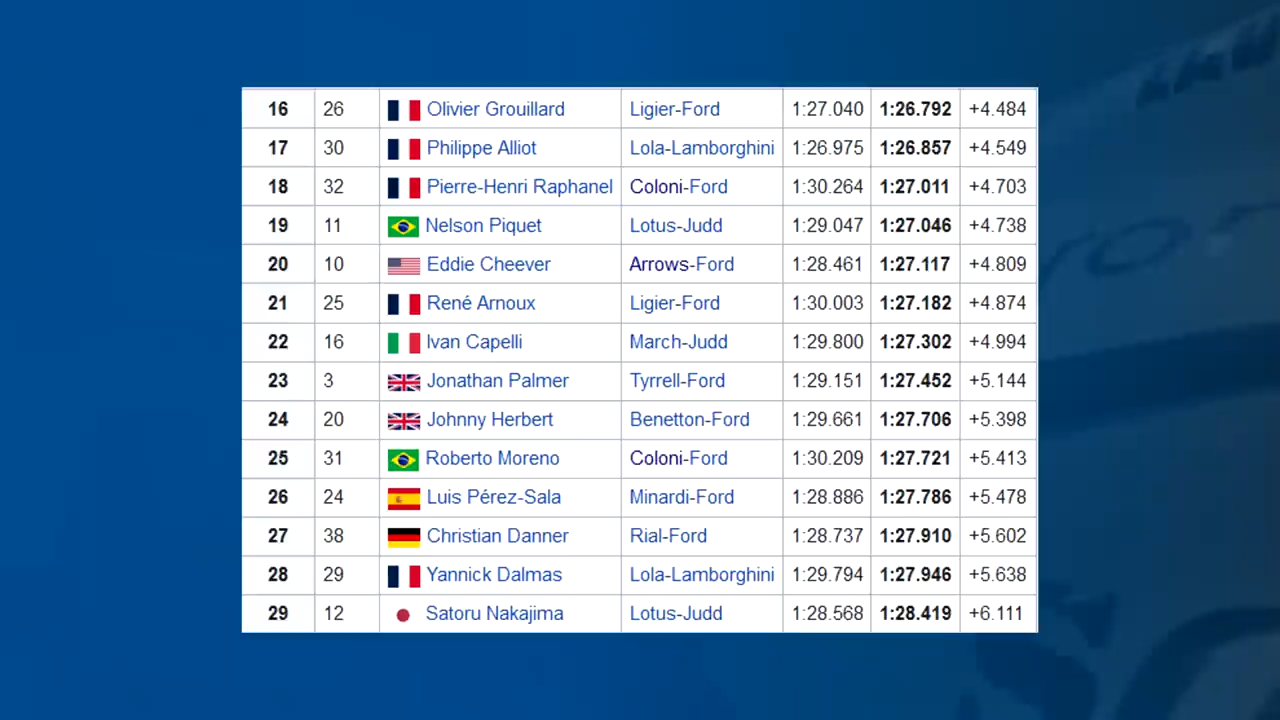 16 26 Olivier Grouillard Ligier-Ford 1:27.040 1:26.792 +4.484
17 30 Philippe Alliot Lola-Lamborghini 1:26.975 1:26.857 +4.549
18 32 Pierre-Henri Raphanel Coloni-Ford 1:30.264 1:27.011 +4.703
19 11 Nelson Piquet Lotus-Judd 1:29.047 1:27.046 +4.738
20 10 Eddie Cheever Arrows-Ford 1:28.461 1:27.117 +4.809
21 25 René Arnoux Ligier-Ford 1:30.003 1:27.182 +4.874
22 16 Ivan Capelli March-Judd 1:29.800 1:27.302 +4.994
23 3 Jonathan Palmer Tyrrell-Ford 1:29.151 1:27.452 +5.144
24 20 Johnny Herbert Benetton-Ford 1:29.661 1:27.706 +5.398
25 31 Roberto Moreno Coloni-Ford 1:30.209 1:27.721 +5.413
26 24 Luis Pérez-Sala Minardi-Ford 1:28.886 1:27.786 +5.478
27 38 Christian Danner Rial-Ford 1:28.737 1:27.910 +5.602
28 29 Yannick Dalmas Lola-Lamborghini 1:29.794 1:27.946 +5.638
29 12 Satoru Nakajima Lotus-Judd 1:28.568 1:28.419 +6.111